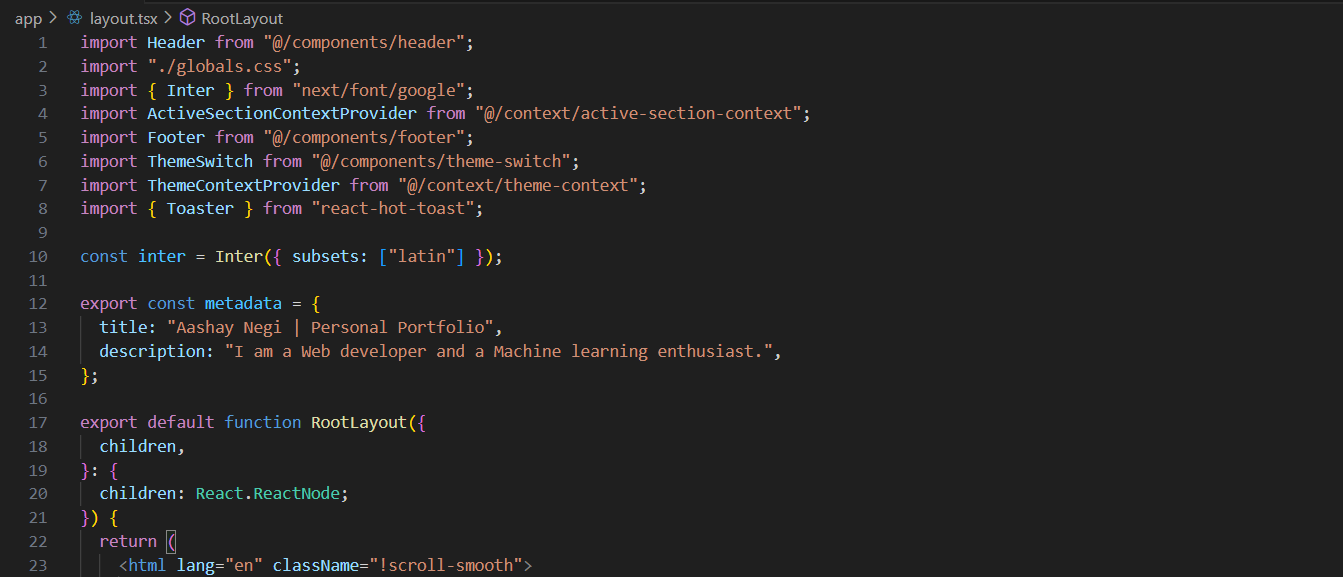 app > layout.tsx > RootLayout
1 import Header from "@/components/header";
2 import "./globals.css";
3 import { Inter } from "next/font/google";
4 import ActiveSectionContextProvider from "@/context/active-section-context";
5 import Footer from "@/components/footer";
6 import ThemeSwitch from "@/components/theme-switch";
7 import ThemeContextProvider from "@/context/theme-context";
8 import { Toaster } from "react-hot-toast";
9
10 const inter = Inter({ subsets: ["latin"] });
11
12 export const metadata = {
13   title: "Aashay Negi | Personal Portfolio",
14   description: "I am a Web developer and a Machine learning enthusiast.",
15 };
16
17 export default function RootLayout({
18   children,
19 }: {
20   children: React.ReactNode;
21 }) {
22   return (
23     <html lang="en" className="!scroll-smooth">